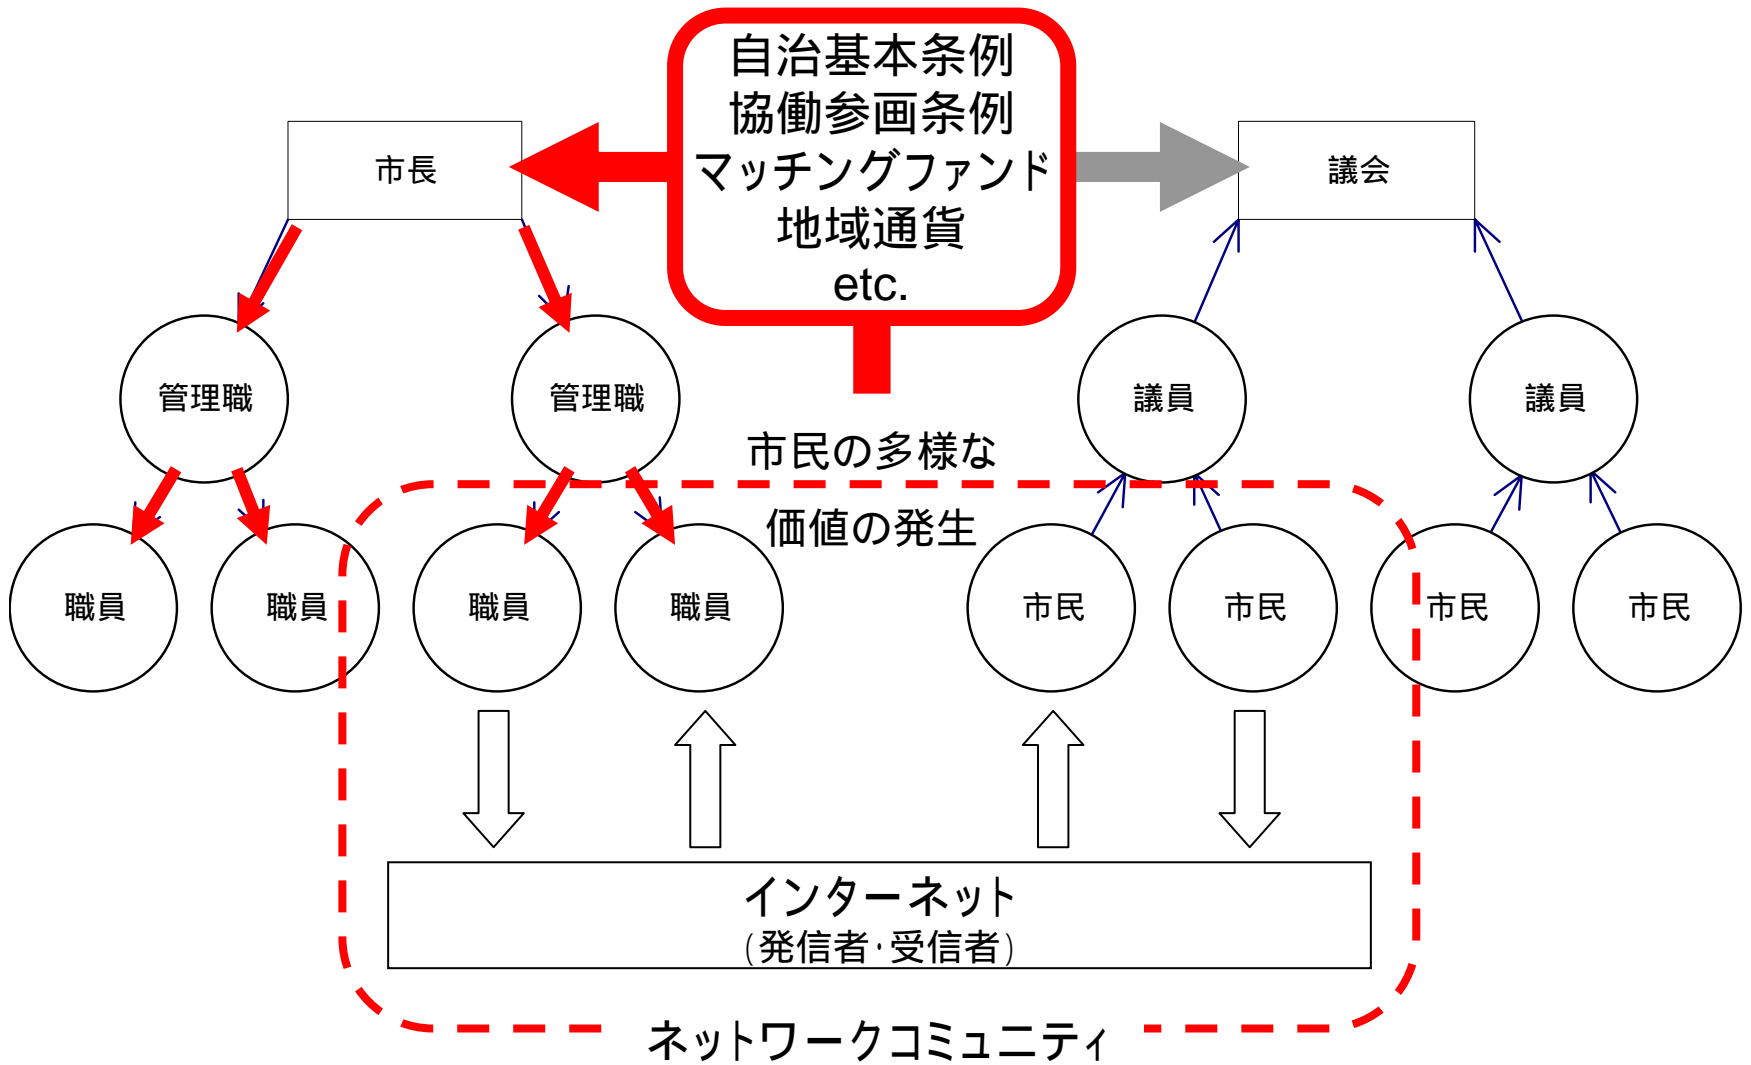 自治基本条例
協働参画条例
マッチングファンド
地域通貨
etc.
市長
議会
管理職
管理職
議員
議員
市民の多様な
価値の発生
職員
職員
職員
職員
市民
市民
市民
市民
インターネット
(発信者・受信者)
ネットワークコミュニティ